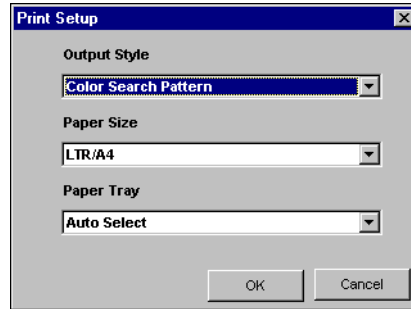 Print Setup
Output Style
Color Search Pattern
Paper Size
LTR/A4
Paper Tray
Auto Select
OK
Cancel